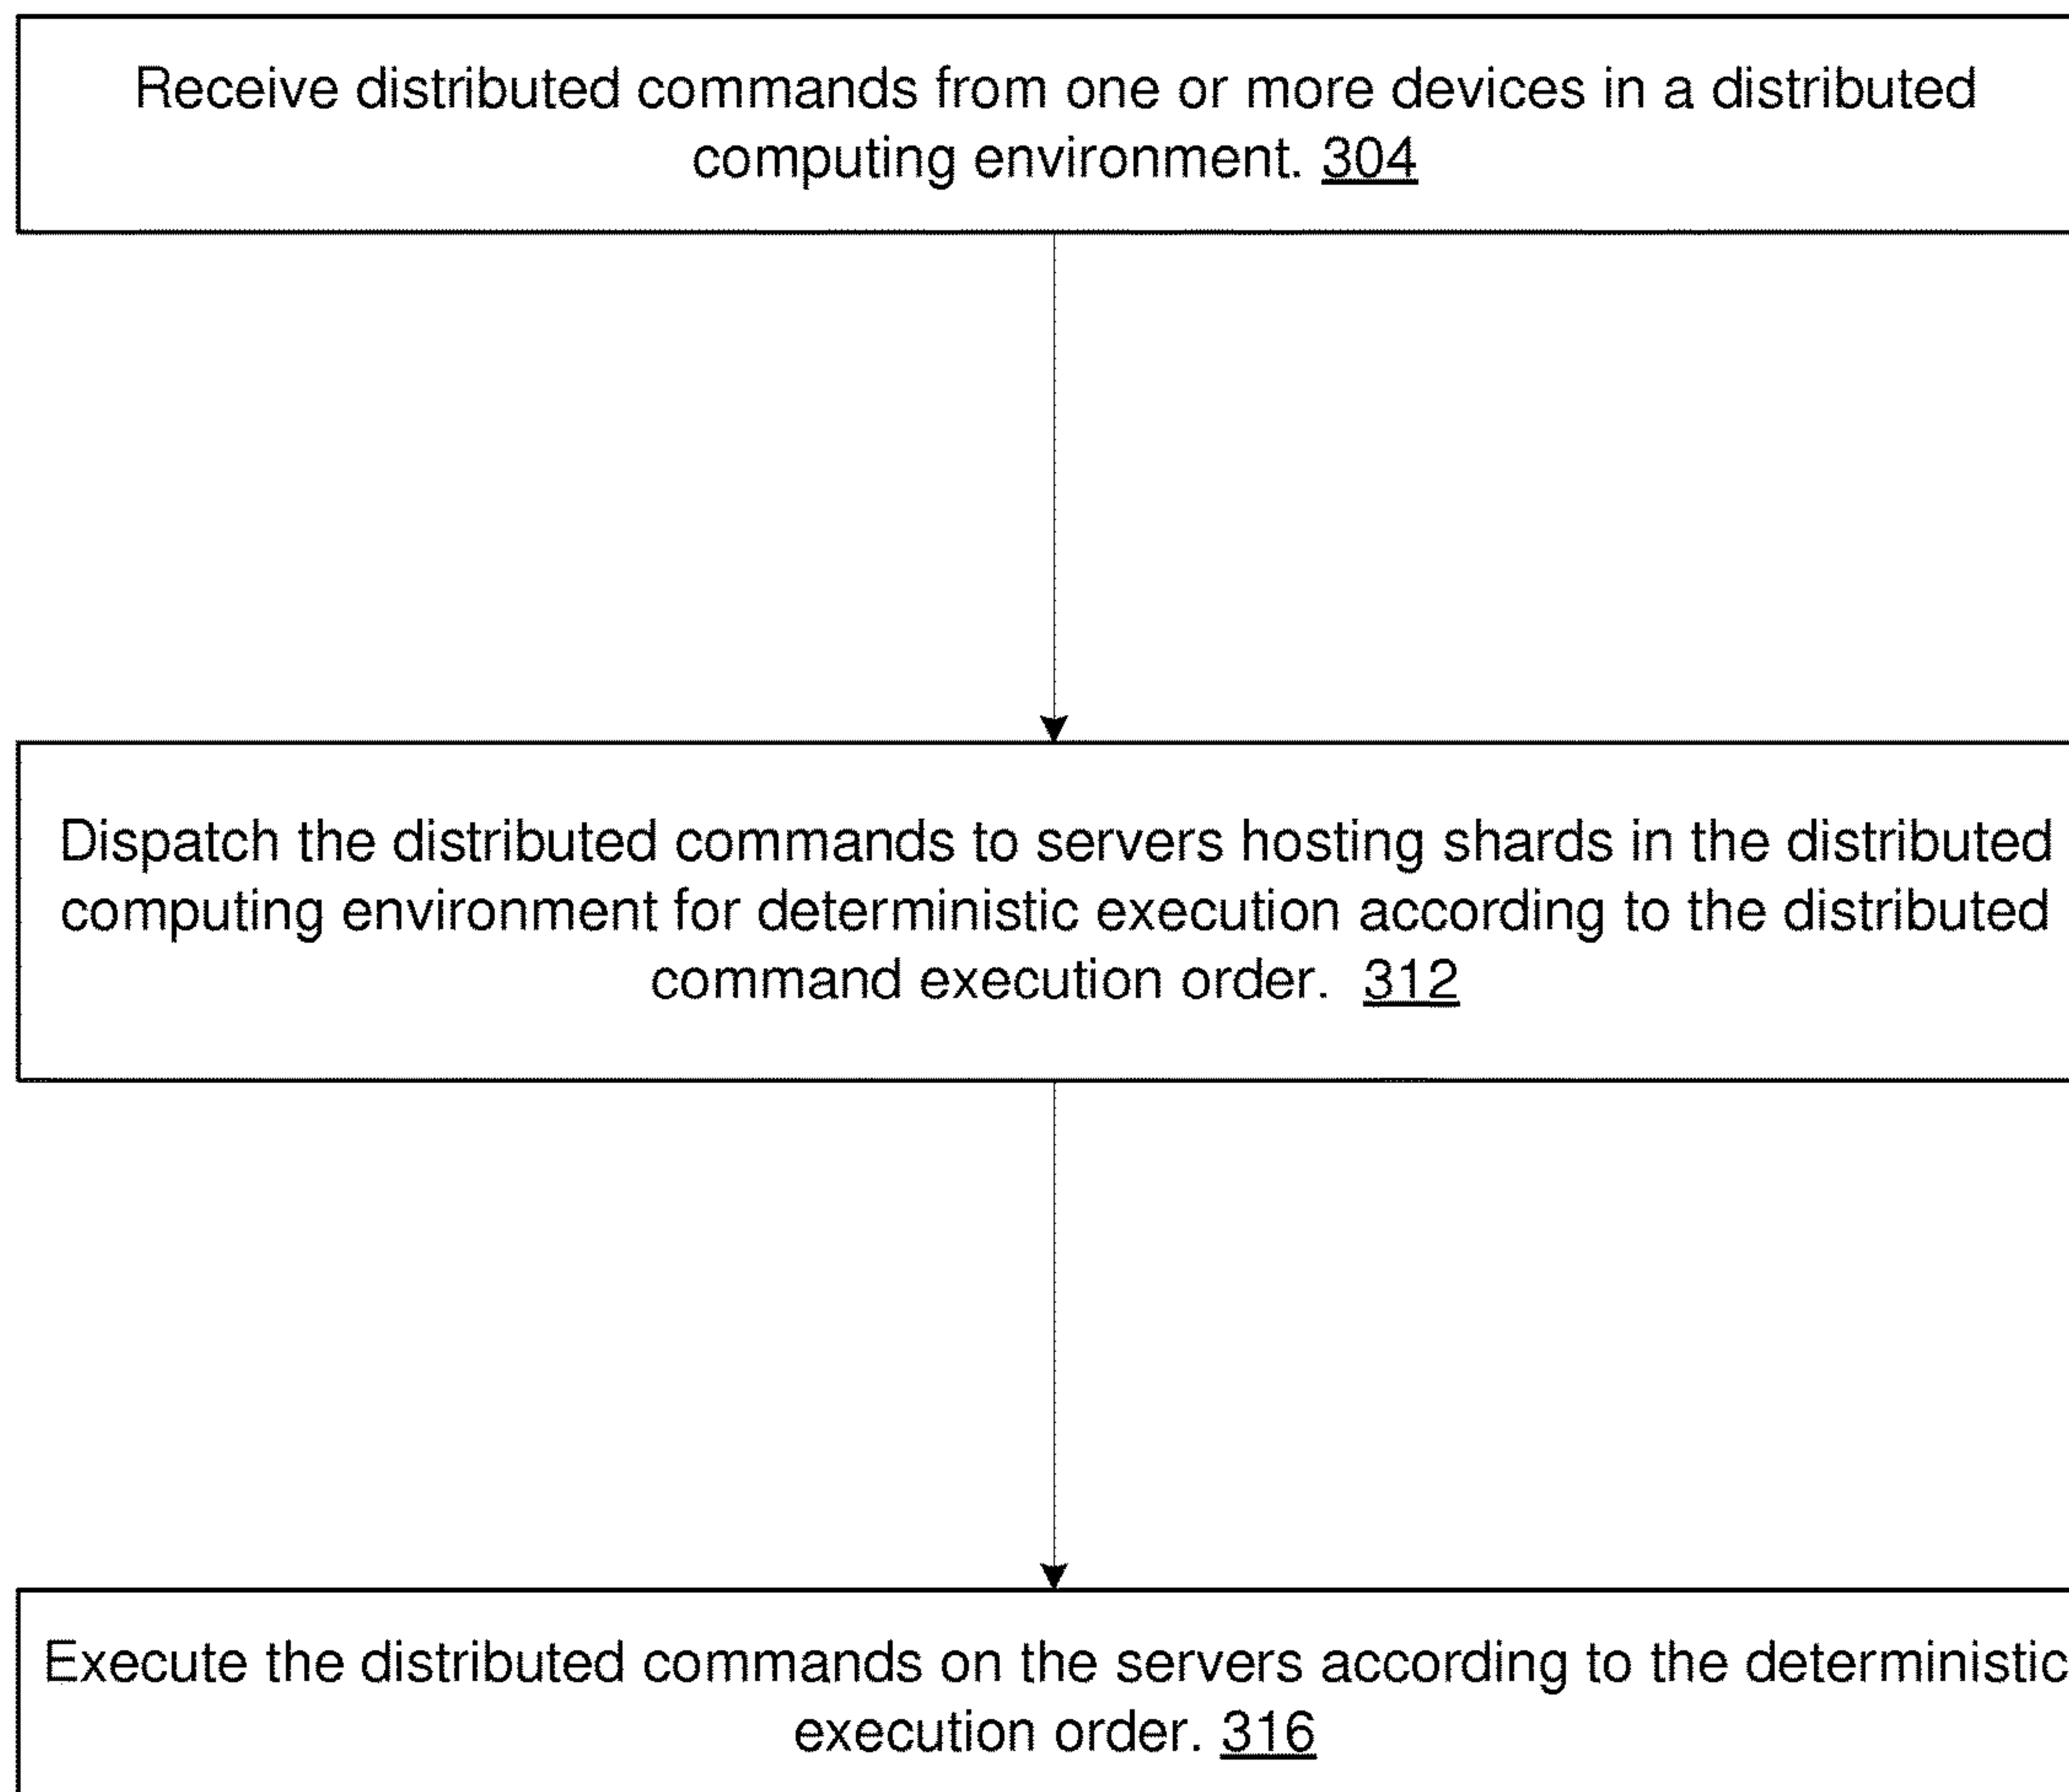 Receive distributed commands from one or more devices in a distributed
computing environment. 304
Dispatch the distributed commands to servers hosting shards in the distributed
computing environment for deterministic execution according to the distributed
command execution order. 312
Execute the distributed commands on the servers according to the deterministic
execution order. 316